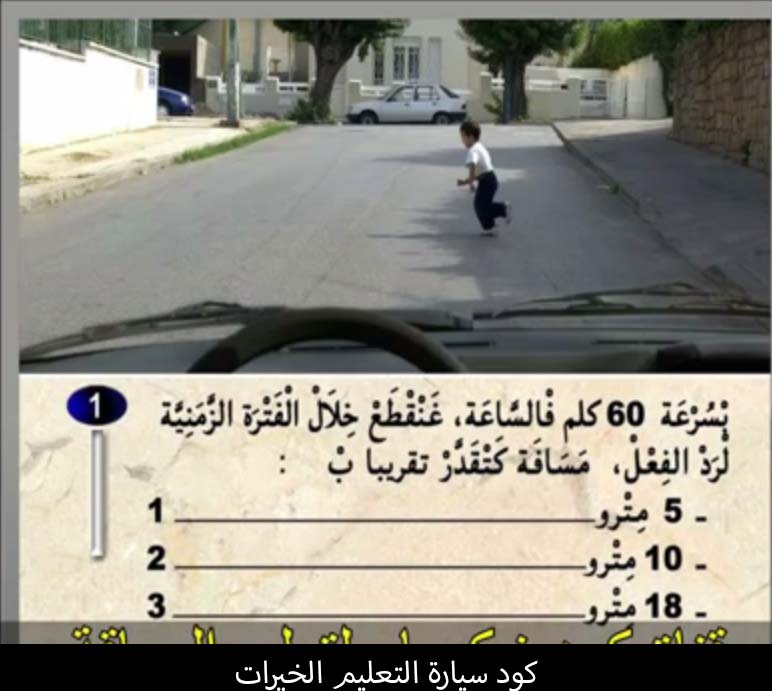 1
بْسُرْعَة 60 كلم فْالسَّاعَة، غَنْقْطَعْ خِلَالْ الْفَتْرَة الزَّمَنِيَّة
لْرَدْ الفِعْلْ، مَسَافَة كَتْقَدَّرْ تقريبا بْ :
- 5 مِتْرو 1
- 10 مِتْرو 2
- 18 مِتْرو 3
كود سيارة التعليم الخيرات